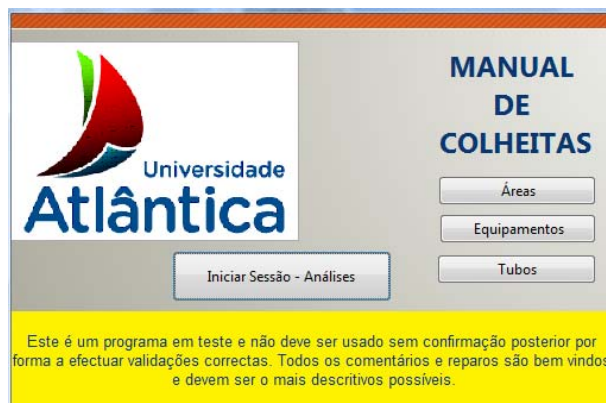 MANUAL
DE
COLHEITAS
Universidade
Atlântica
Áreas
Equipamentos
Tubos
Iniciar Sessão - Análises
Este é um programa em teste e não deve ser usado sem confirmação posterior por
forma a efectuar validações correctas. Todos os comentários e reparos são bem vindos
e devem ser o mais descritivos possíveis.